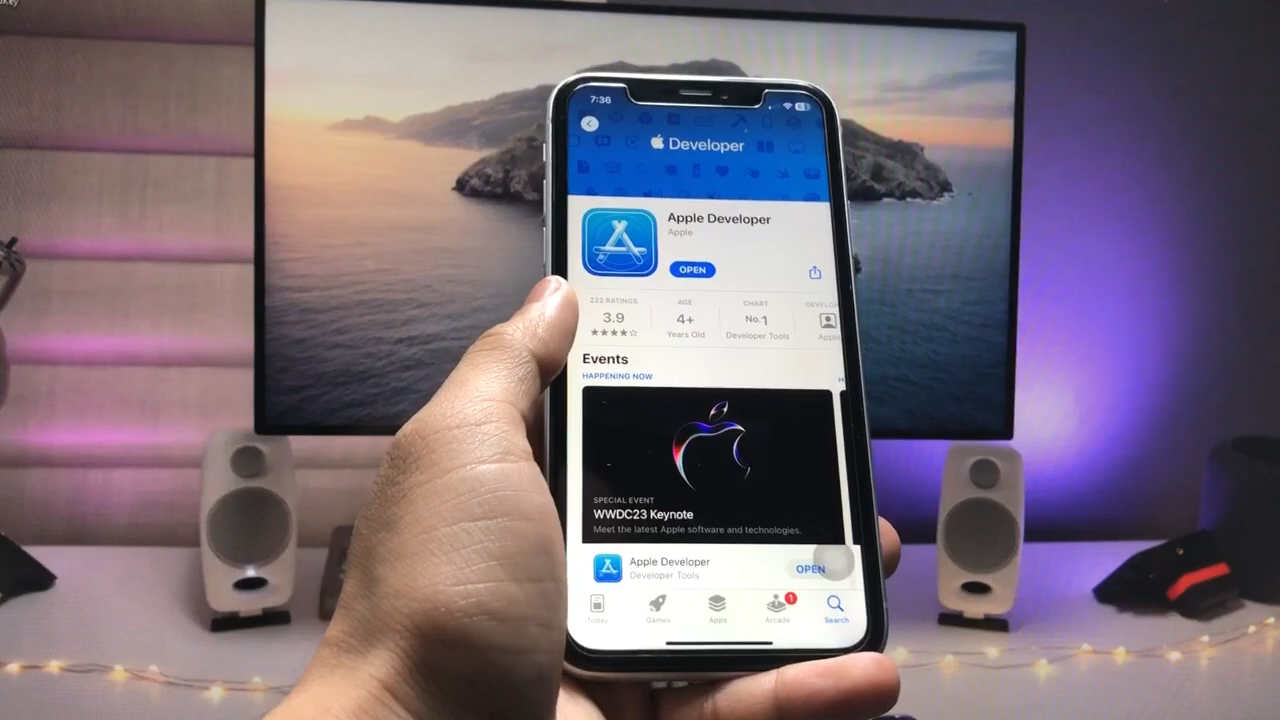 7:36
Developer
Apple Developer
Apple
OPEN
222 RATINGS
AGE
CHART
3.9
4+
No.1
Years Old
Developer Tools
Events
HAPPENING NOW
SPECIAL EVENT
WWDC23 Keynote
Meet the latest Apple software and technologies.
Apple Developer
Developer Tools
OPEN
1
Today
Games
Apps
Arcade
Search